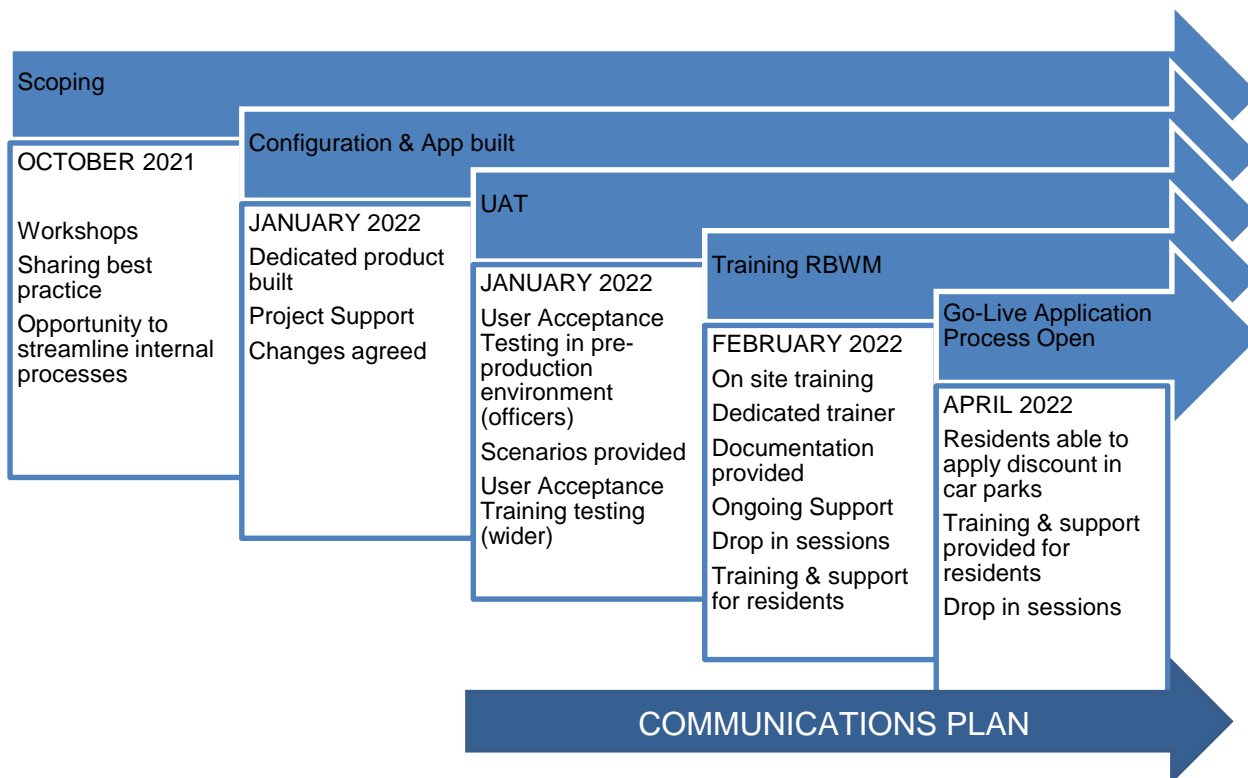 Scoping
OCTOBER 2021
Workshops
Sharing best
practice
Opportunity to
streamline internal
processes
Configuration & App built
JANUARY 2022
Dedicated product
built
Project Support
Changes agreed
UAT
JANUARY 2022
User Acceptance
Testing in pre-
production
environment
(officers)
Scenarios provided
User Acceptance
Training testing
(wider)
Training RBWM
FEBRUARY 2022
On site training
Dedicated trainer
Documentation
provided
Ongoing Support
Drop in sessions
Training & support
for residents
Go-Live Application
Process Open
APRIL 2022
Residents able to
apply discount in
car parks
Training & support
provided for
residents
Drop in sessions
COMMUNICATIONS PLAN